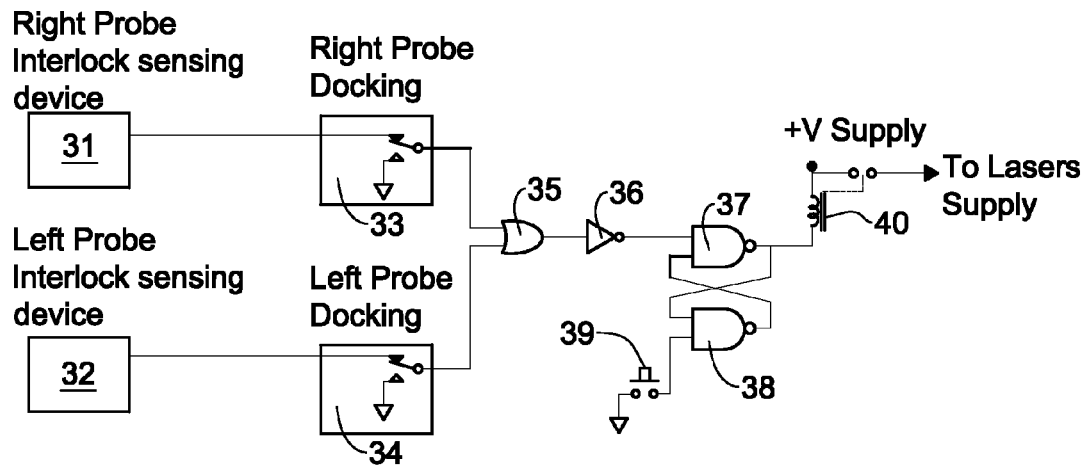 Right Probe
Interlock sensing
device
31
Right Probe
Docking
33
35
36
37
+V Supply
To Lasers
Supply
40
Left Probe
Interlock sensing
device
32
Left Probe
Docking
34
39
38